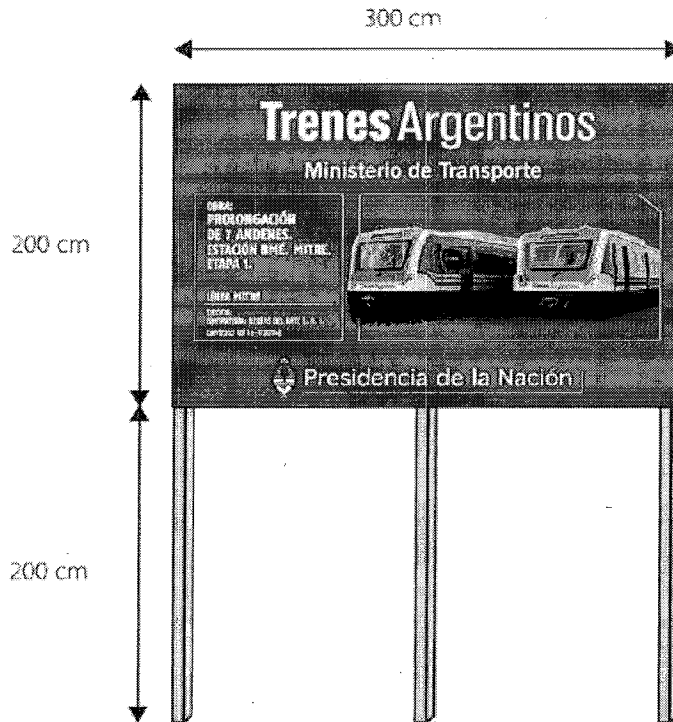 300 cm
Trenes Argentinos
Ministerio de Transporte
200 cm
OBRA:
PROLONGACIÓN
DE 7 ANDENES.
ESTACIÓN BMÉ. MITRE.
ETAPA 1.
LÍNEA MITRE
Presidencia de la Nación
200 cm